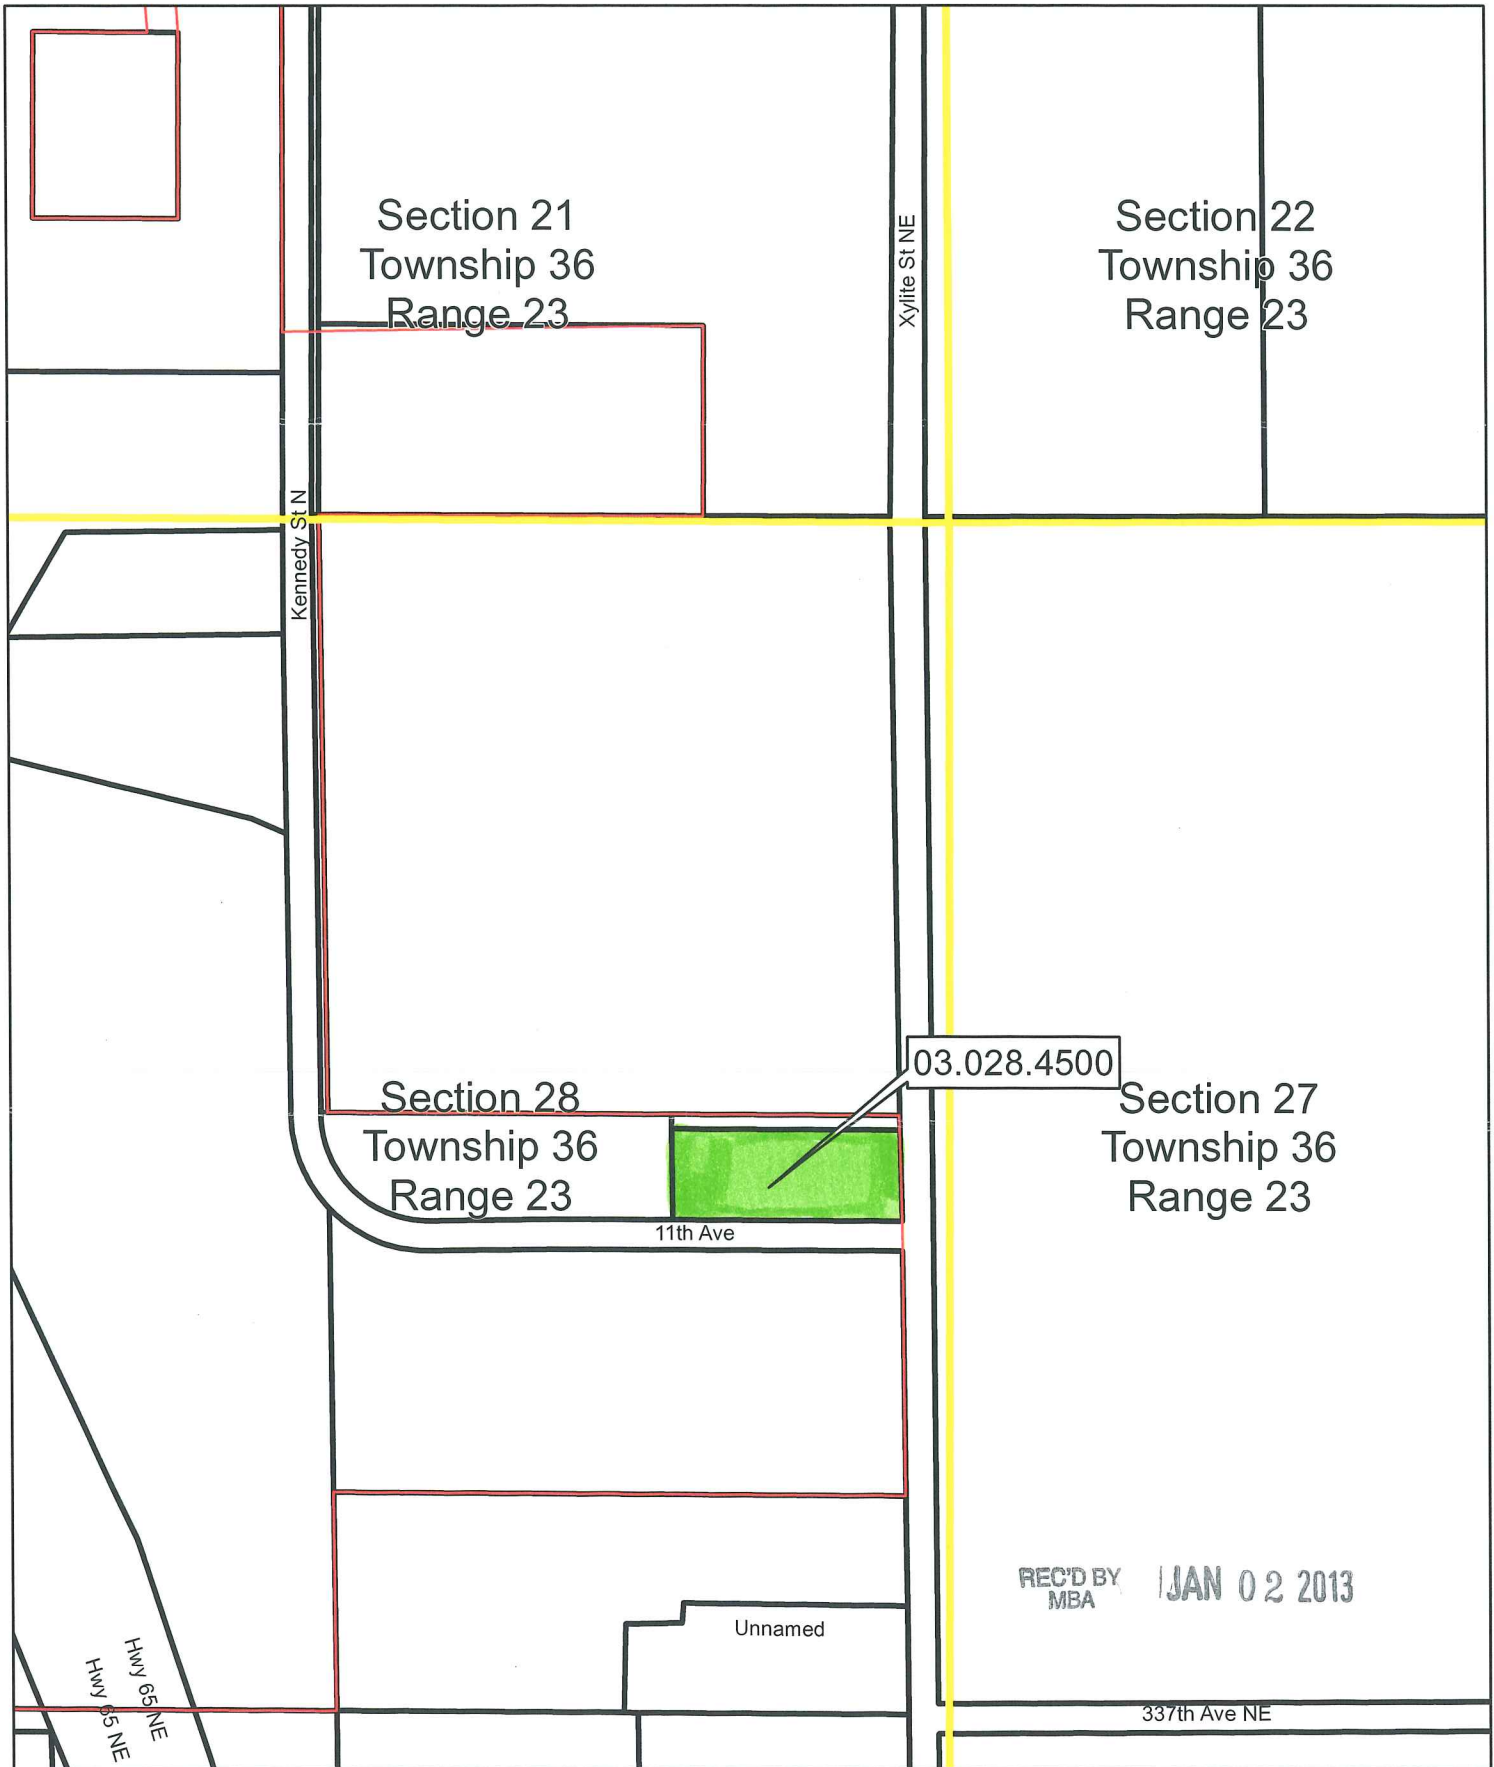 Section 21
Township 36
Range 23
Xylite St NE
Section 22
Township 36
Range 23
Kennedy St N
03.028.4500
Section 28
Township 36
Range 23
Section 27
Township 36
Range 23
11th Ave
REC'D BY
MBA
JAN 02 2013
Unnamed
Hwy 65 NE
Hwy 65 NE
337th Ave NE